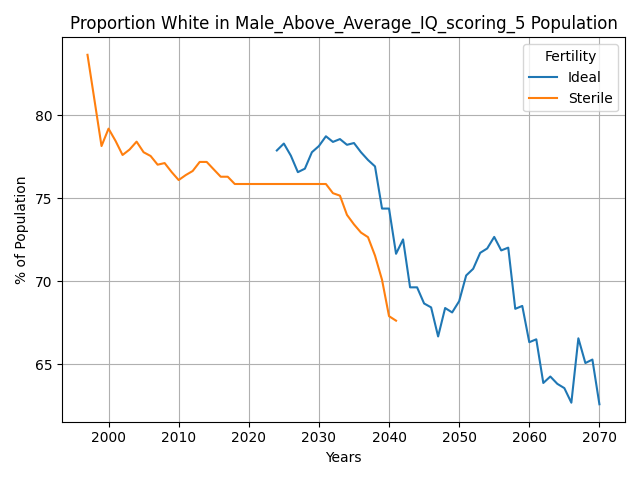 Proportion White in Male_Above_Average_IQ_scoring_5 Population
Fertility
Ideal
Sterile
% of Population
80
75
70
65
2000 2010 2020 2030 2040 2050 2060 2070
Years